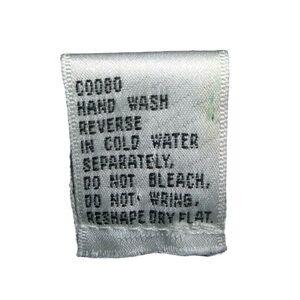 C0080
HAND WASH
REVERSE
IN COLD WATER
SEPARATELY.
DO NOT BLEACH.
DO NOT WRING.
RESHAPE DRY FLAT.